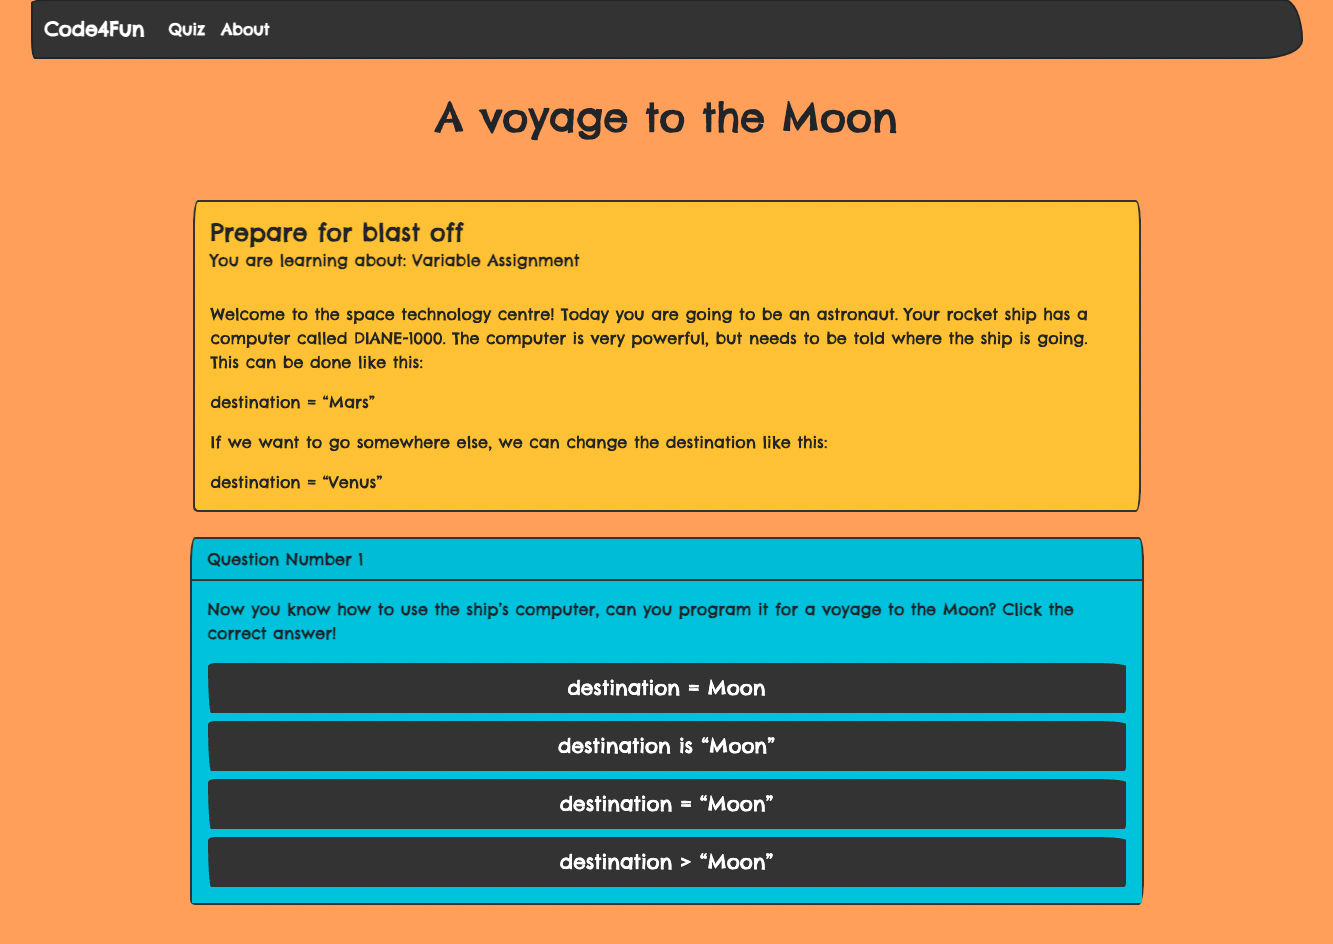 Code4Fun Quiz About
A voyage to the Moon
Prepare for blast off
You are learning about: Variable Assignment
Welcome to the space technology centre! Today you are going to be an astronaut. Your rocket ship has a
computer called DIANE-1000. The computer is very powerful, but needs to be told where the ship is going.
This can be done like this:
destination = “Mars”
If we want to go somewhere else, we can change the destination like this:
destination = “Venus”
Question Number 1
Now you know how to use the ship's computer, can you program it for a voyage to the Moon? Click the
correct answer!
destination = Moon
destination is “Moon”
destination = “Moon”
destination > “Moon”